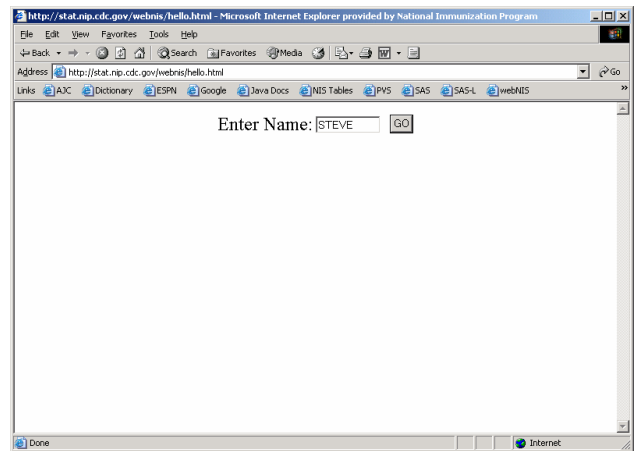 http://stat.nip.cdc.gov/webnis/hello.html - Microsoft Internet Explorer provided by National Immunization Program
File Edit View Favorites Tools Help
Back Search Favorites Media
Address http://stat.nip.cdc.gov/webnis/hello.html Go
Links AJC Dictionary ESPN Google Java Docs NIS Tables PVS SAS SAS-L webNIS »
Enter Name: STEVE GO
Done Internet